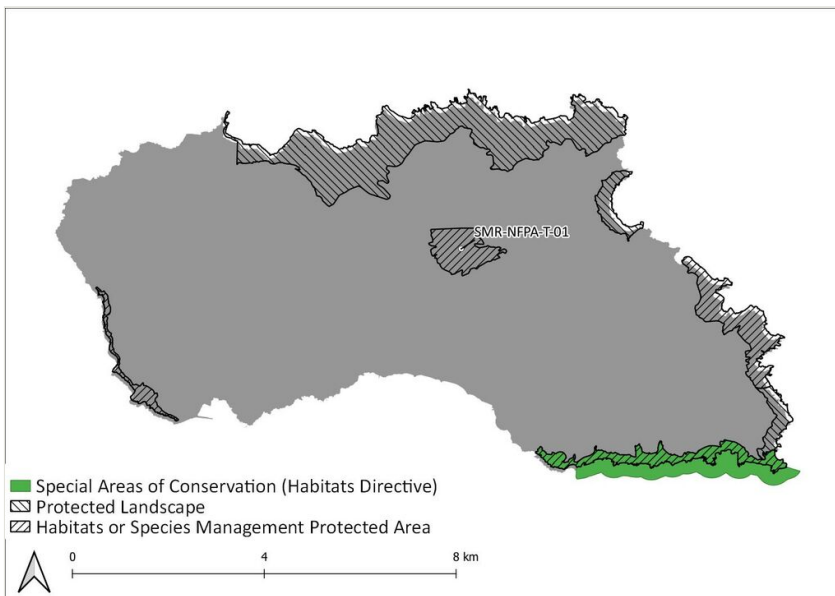 SMR-NFPA-T-01
Special Areas of Conservation (Habitats Directive)
Protected Landscape
Habitats or Species Management Protected Area
0 4 8 km